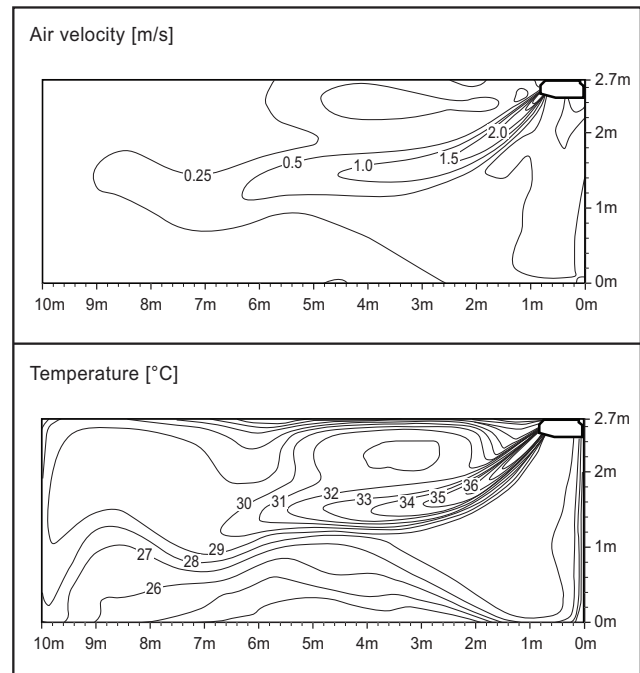 Air velocity [m/s]
2.7m
2.0
2m
0.5
1.5
0.25
1.0
1m
0m
10m 9m 8m 7m 6m 5m 4m 3m 2m 1m 0m
Temperature [°C]
2.7m
2m
36
32
35
30 31
33
34
29
1m
27
28
26
0m
10m 9m 8m 7m 6m 5m 4m 3m 2m 1m 0m